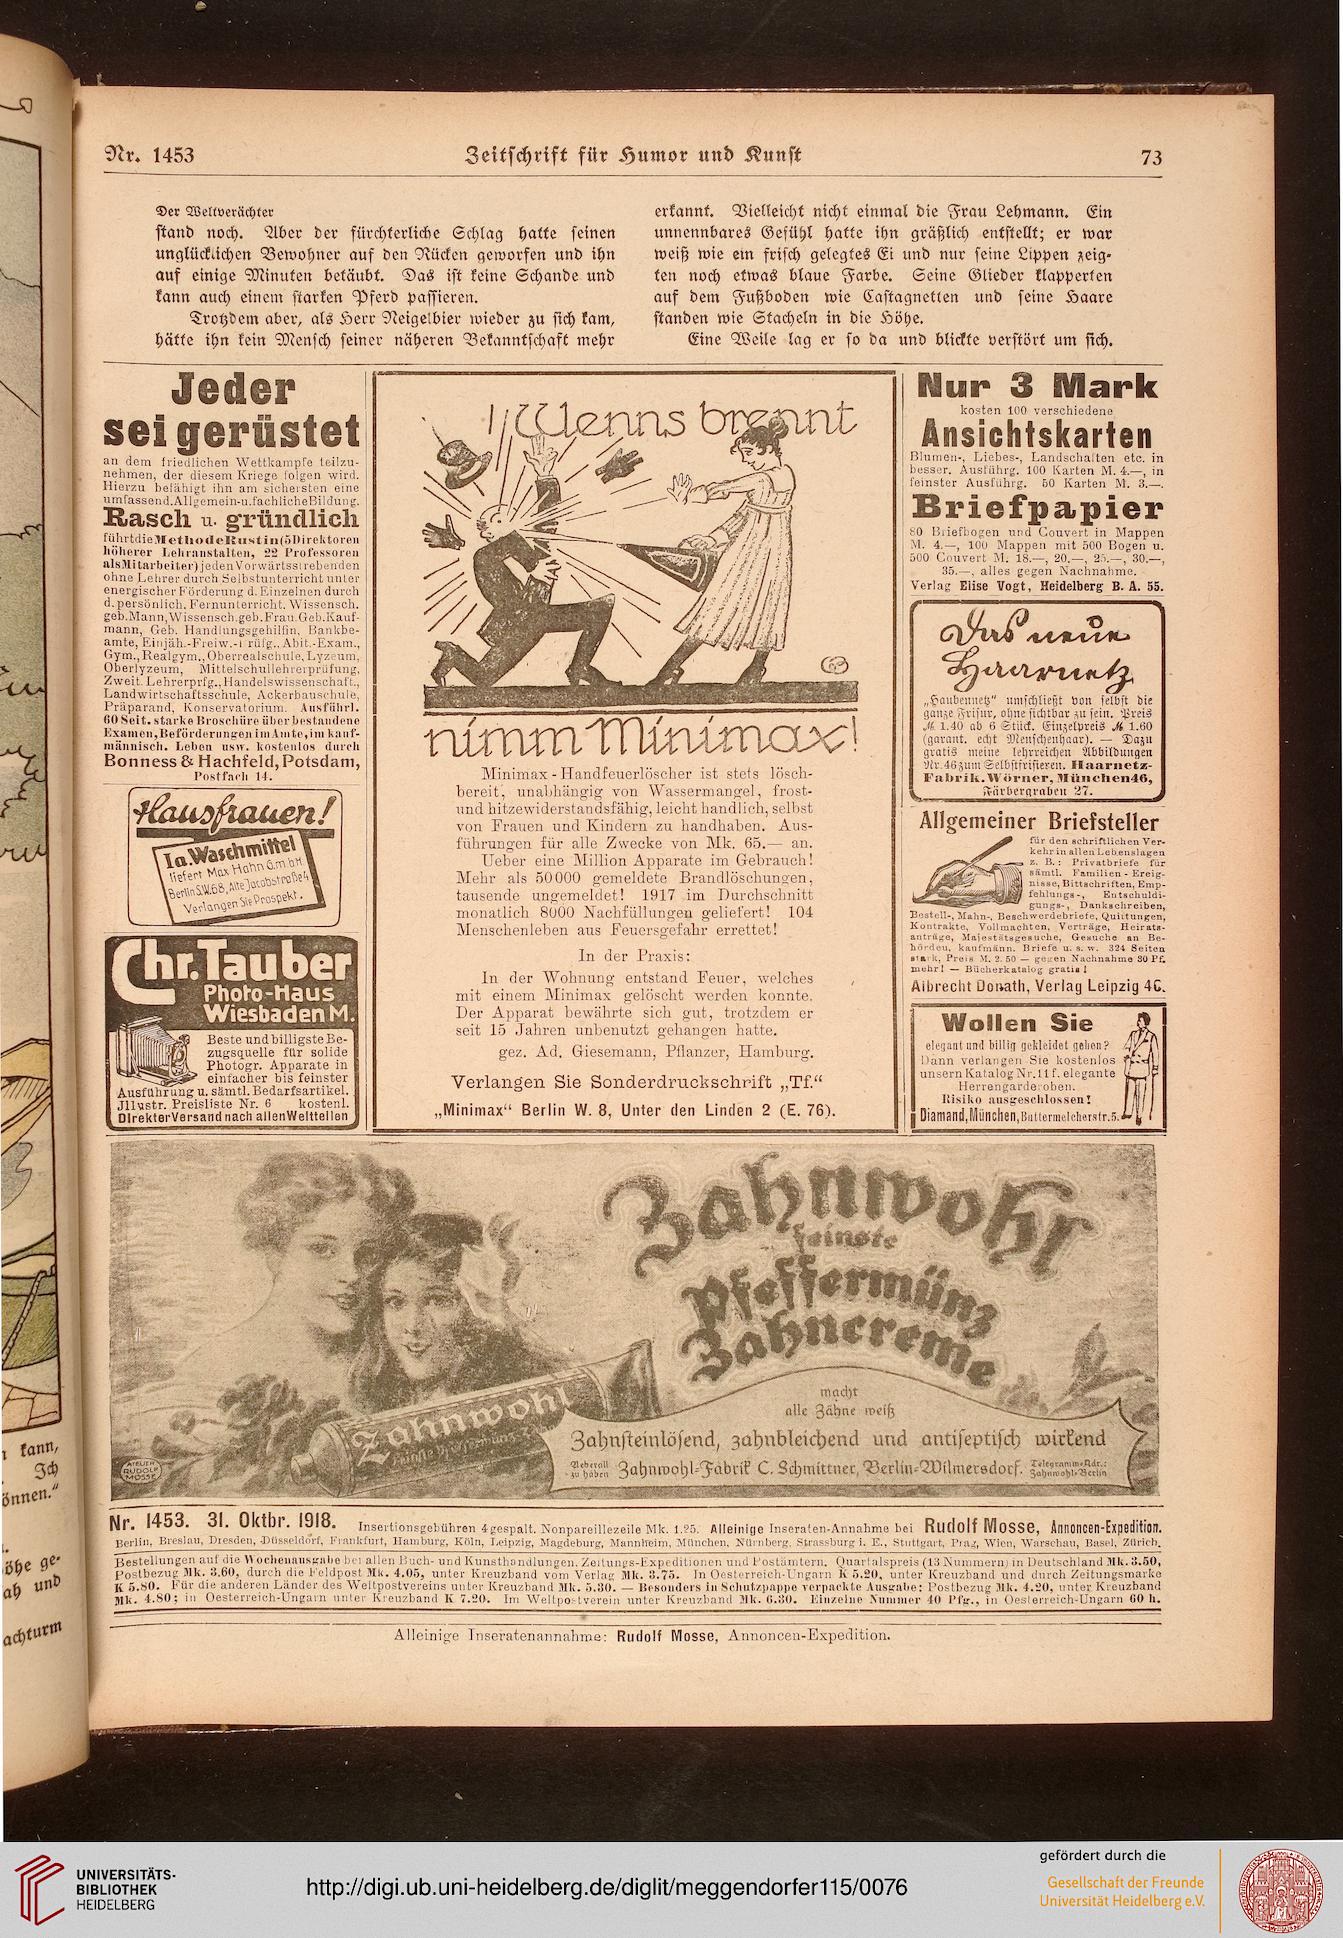 Nr. 1453
Zeitschrift für Humor und Kunst
73
Der Weltverächter
stand noch. Aber der fürchterliche Schlag hatte seinen
unglücklichen Bewohner auf den Rücken geworfen und ihn
auf einige Minuten betäubt. Das ist keine Schande und
kann auch einem starken Pferd passieren.
Trotzdem aber, als Herr Neigelbier wieder zu sich kam,
hätte ihn kein Mensch seiner näheren Bekanntschaft mehr
erkannt. Vielleicht nicht einmal die Frau Lehmann. Ein
unnennbares Gefühl hatte ihn gräßlich entstellt; er war
weiß wie ein frisch gelegtes Ei und nur seine Lippen zeig-
ten noch etwas blaue Farbe. Seine Glieder klapperten
auf dem Fußboden wie Castagnetten und seine Haare
standen wie Stacheln in die Höhe.
Eine Weile lag er so da und blickte verstört um sich.
Jeder
sei gerüstet
an dem friedlichen Wettkampfe teilzu-
nehmen, der diesem Kriege folgen wird.
Hierzu befähigt ihn am sichersten eine
umfassend.Allgemein-u.fachliche Bildung.
Rasch u. gründlich
führt die Methode Rustin (5 Direktoren
höherer Lehranstalten, 22 Professoren
als Mitarbeiter) jeden Vorwärtsstrebenden
ohne Lehrer durch Selbstunterricht unter
energischer Förderung d. Einzelnen durch
d. persönlich. Fernunterricht. Wissensch.
geb. Mann, Wissensch. geb. Frau. Geb. Kauf-
mann, Geb. Handlungsgehilfin, Bankbe-
amte, Einjäh.-Freiw.-Prüfg., Abit.-Exam.,
Gym., Realgym., Oberrealschule, Lyzeum,
Oberlyzeum, Mittelschullehrerprüfung,
Zweit. Lehrerprfg., Handelswissenschaft.,
Landwirtschaftsschule, Ackerbauschule,
Präparand, Konservatorium. Ausführl.
60 Seit. starke Broschüre über bestandene
Examen, Beförderungen im Amte, im kauf-
männisch. Leben usw. kostenlos durch
Bonness & Hachfeld, Potsdam,
Postfach 14.
Hausfrauen!
Ia. Waschmittel
liefert Max Hahn G.m.b.H.
Berlin S.W.68, Alte Jacobstraße 4
Verlangen Sie Prospekt.
Chr. Tauber
Photo-Haus
Wiesbaden M.
Beste und billigste Be-
zugsquelle für solide
Photogr. Apparate in
einfacher bis feinster
Ausführung u. sämtl. Bedarfsartikel.
Jllustr. Preisliste Nr. 6 kostenl.
Direkter Versand nach allen Weltteilen
Wenns brennt
nimm Minimax!
Minimax-Handfeuerlöscher ist stets lösch-
bereit, unabhängig von Wassermangel, frost-
und hitzewiderstandsfähig, leicht handlich, selbst
von Frauen und Kindern zu handhaben. Aus-
führungen für alle Zwecke von Mk. 65.— an.
Ueber eine Million Apparate im Gebrauch!
Mehr als 50000 gemeldete Brandlöschungen,
tausende ungemeldet! 1917 im Durchschnitt
monatlich 8000 Nachfüllungen geliefert! 104
Menschenleben aus Feuersgefahr errettet!
In der Praxis:
In der Wohnung entstand Feuer, welches
mit einem Minimax gelöscht werden konnte.
Der Apparat bewährte sich gut, trotzdem er
seit 15 Jahren unbenutzt gehangen hatte.
gez. Ad. Giesemann, Pflanzer, Hamburg.
Verlangen Sie Sonderdruckschrift „Tf.“
„Minimax“ Berlin W. 8, Unter den Linden 2 (E. 76).
Nur 3 Mark
kosten 100 verschiedene
Ansichtskarten
Blumen-, Liebes-, Landschaften etc. in
besser. Ausführg. 100 Karten M. 4.—, in
feinster Ausführg. 50 Karten M. 3.—.
Briefpapier
80 Briefbogen und Couvert in Mappen
M. 4.—, 100 Mappen mit 500 Bogen u.
500 Couvert M. 18.—, 20.—, 25.—, 30.—,
35.—, alles gegen Nachnahme.
Verlag Elise Vogt, Heidelberg B. A. 55.
Das neue
Haarnetz
„Haubennetz“ umschließt von selbst die
ganze Frisur, ohne sichtbar zu sein. Preis
ℳ 1.40 ab 6 Stück. Einzelpreis ℳ 1.60
(garant. echt Menschenhaar). — Dazu
gratis meine lehrreichen Abbildungen
Nr. 46 zum Selbstfrisieren. Haarnetz-
Fabrik. Wörner, München 46,
Färbergraben 27.
Allgemeiner Briefsteller
für den schriftlichen Ver-
kehr in allen Lebenslagen
z. B.: Privatbriefe für
sämtl. Familien-Ereig-
nisse, Bittschriften, Emp-
fehlungs-, Entschuldi-
gungs-, Dankschreiben,
Bestell-, Mahn-, Beschwerdebriefe, Quittungen,
Kontrakte, Vollmachten, Verträge, Heirats-
anträge, Majestätsgesuche, Gesuche an Be-
hörden, kaufmänn. Briefe u. s. w. 324 Seiten
stark, Preis M. 2.50 — gegen Nachnahme 30 Pf.
mehr! — Bücherkatalog gratis!
Albrecht Donath, Verlag Leipzig 4C.
Wollen Sie
elegant und billig gekleidet gehen?
Dann verlangen Sie kostenlos
unsern Katalog Nr. 11 f. elegante
Herrengarderoben.
Risiko ausgeschlossen!
Diamand, München, Buttermelcherstr. 5.
Zahnwohl
feinste
Pfeffermünz
Zahncreme
macht
alle Zähne weiß
Zahnwohl
Zahnsteinlösend, zahnbleichend und antiseptisch wirkend
Ueberall zu haben Zahnwohl-Fabrik C. Schmittner, Berlin-Wilmersdorf. Telegramm-Adr.: Zahnwohl-Berlin
ATELIER
RUDOLF
MOSSE
Nr. 1453. 31. Oktbr. 1918. Insertionsgebühren 4gespalt. Nonpareillezeile Mk. 1.25. Alleinige Inseraten-Annahme bei Rudolf Mosse, Annoncen-Expedition.
Berlin, Breslau, Dresden, Düsseldorf, Frankfurt, Hamburg, Köln, Leipzig, Magdeburg, Mannheim, München, Nürnberg, Strassburg i. E., Stuttgart, Prag, Wien, Warschau, Basel, Zürich.
Bestellungen auf die Wochenausgabe bei allen Buch- und Kunsthandlungen, Zeitungs-Expeditionen und Postämtern. Quartalspreis (13 Nummern) in Deutschland Mk. 3.50,
Postbezug Mk. 3.60, durch die Feldpost Mk. 4.05, unter Kreuzband vom Verlag Mk. 3.75. In Oesterreich-Ungarn K 5.20, unter Kreuzband und durch Zeitungsmarke
K 5.80. Für die anderen Länder des Weltpostvereins unter Kreuzband Mk. 5.30. — Besonders in Schutzpappe verpackte Ausgabe: Postbezug Mk. 4.20, unter Kreuzband
Mk. 4.80; in Oesterreich-Ungarn unter Kreuzband K 7.20. Im Weltpostverein unter Kreuzband Mk. 6.30. Einzelne Nummer 40 Pfg., in Oesterreich-Ungarn 60 h.
Alleinige Inseratenannahme: Rudolf Mosse, Annoncen-Expedition.
kann,
Ich
önnen.“
öhe ge-
ab und
achturm
UNIVERSITÄTS-
BIBLIOTHEK
HEIDELBERG
http://digi.ub.uni-heidelberg.de/diglit/meggendorfer115/0076
gefördert durch die
Gesellschaft der Freunde
Universität Heidelberg e.V.